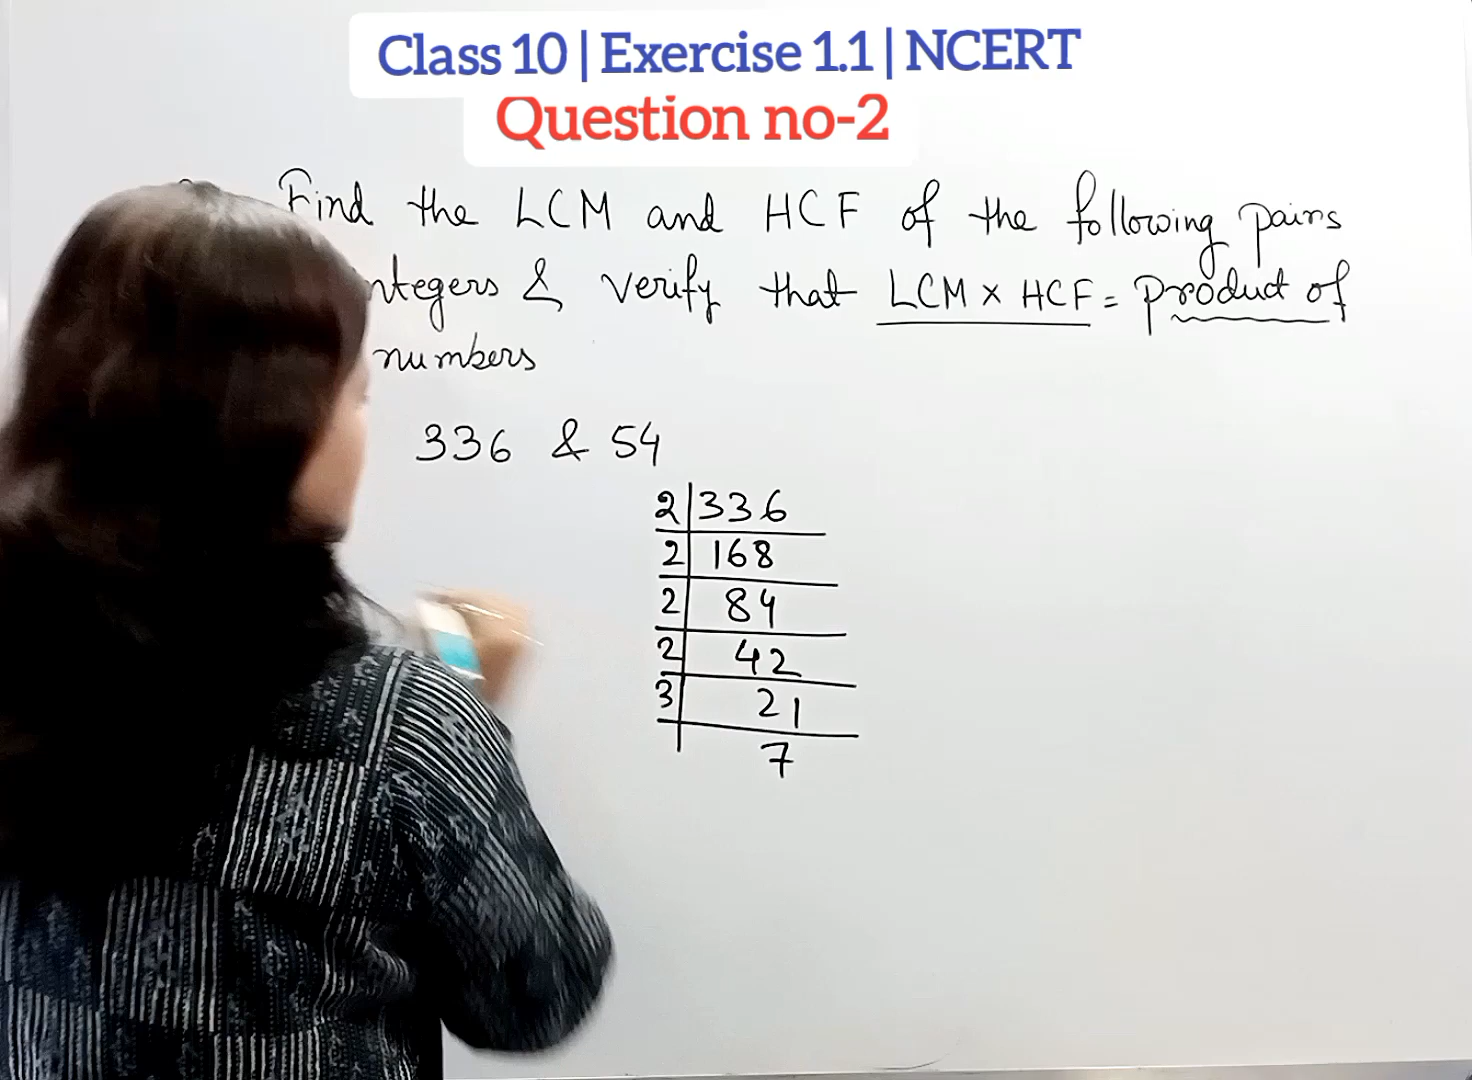 Class 10 | Exercise 1.1 | NCERT
Question no-2
Find the LCM and HCF of the following pairs
ntegers & verify that LCM x HCF = product of
numbers
336 & 54
2 336
2 168
2 84
2 42
3 21
7